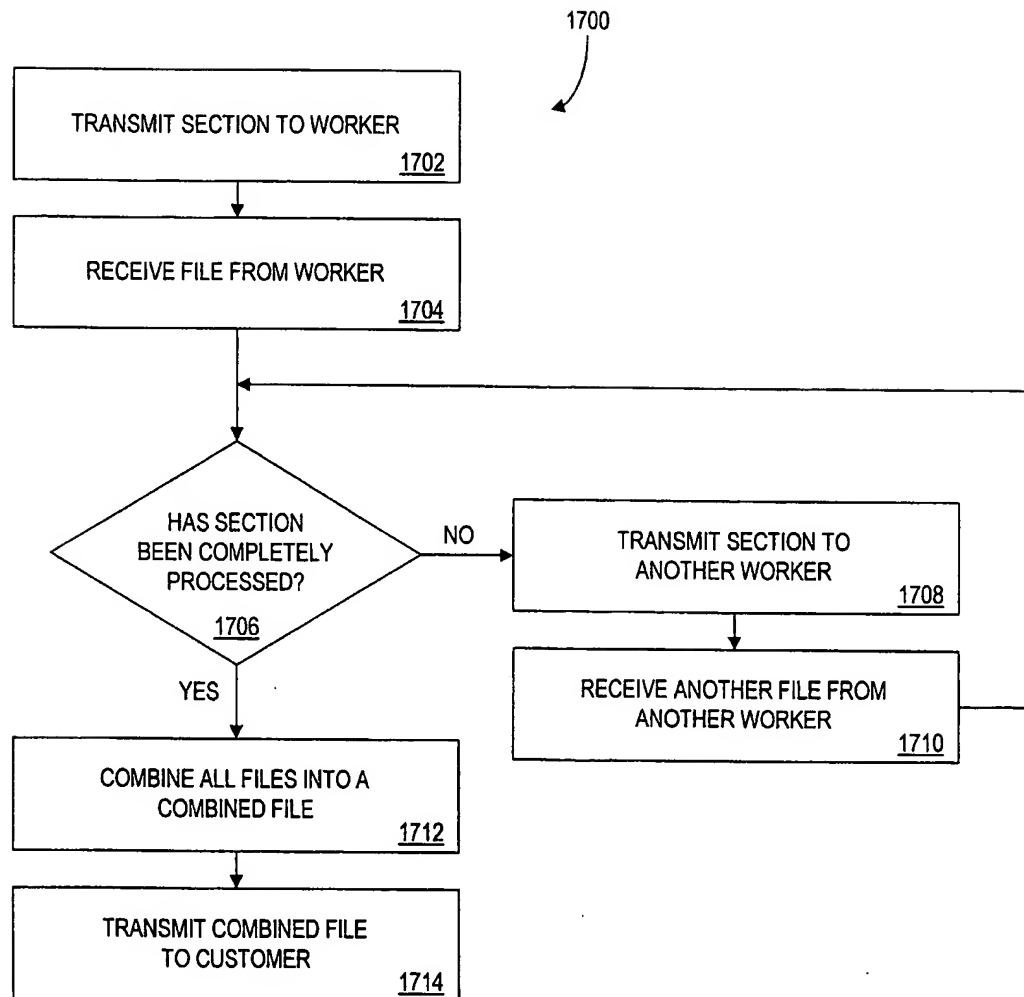 1700
TRANSMIT SECTION TO WORKER
1702
RECEIVE FILE FROM WORKER
1704
HAS SECTION
BEEN COMPLETELY
PROCESSED?
1706
NO
TRANSMIT SECTION TO
ANOTHER WORKER
1708
RECEIVE ANOTHER FILE FROM
ANOTHER WORKER
1710
YES
COMBINE ALL FILES INTO A
COMBINED FILE
1712
TRANSMIT COMBINED FILE
TO CUSTOMER
1714